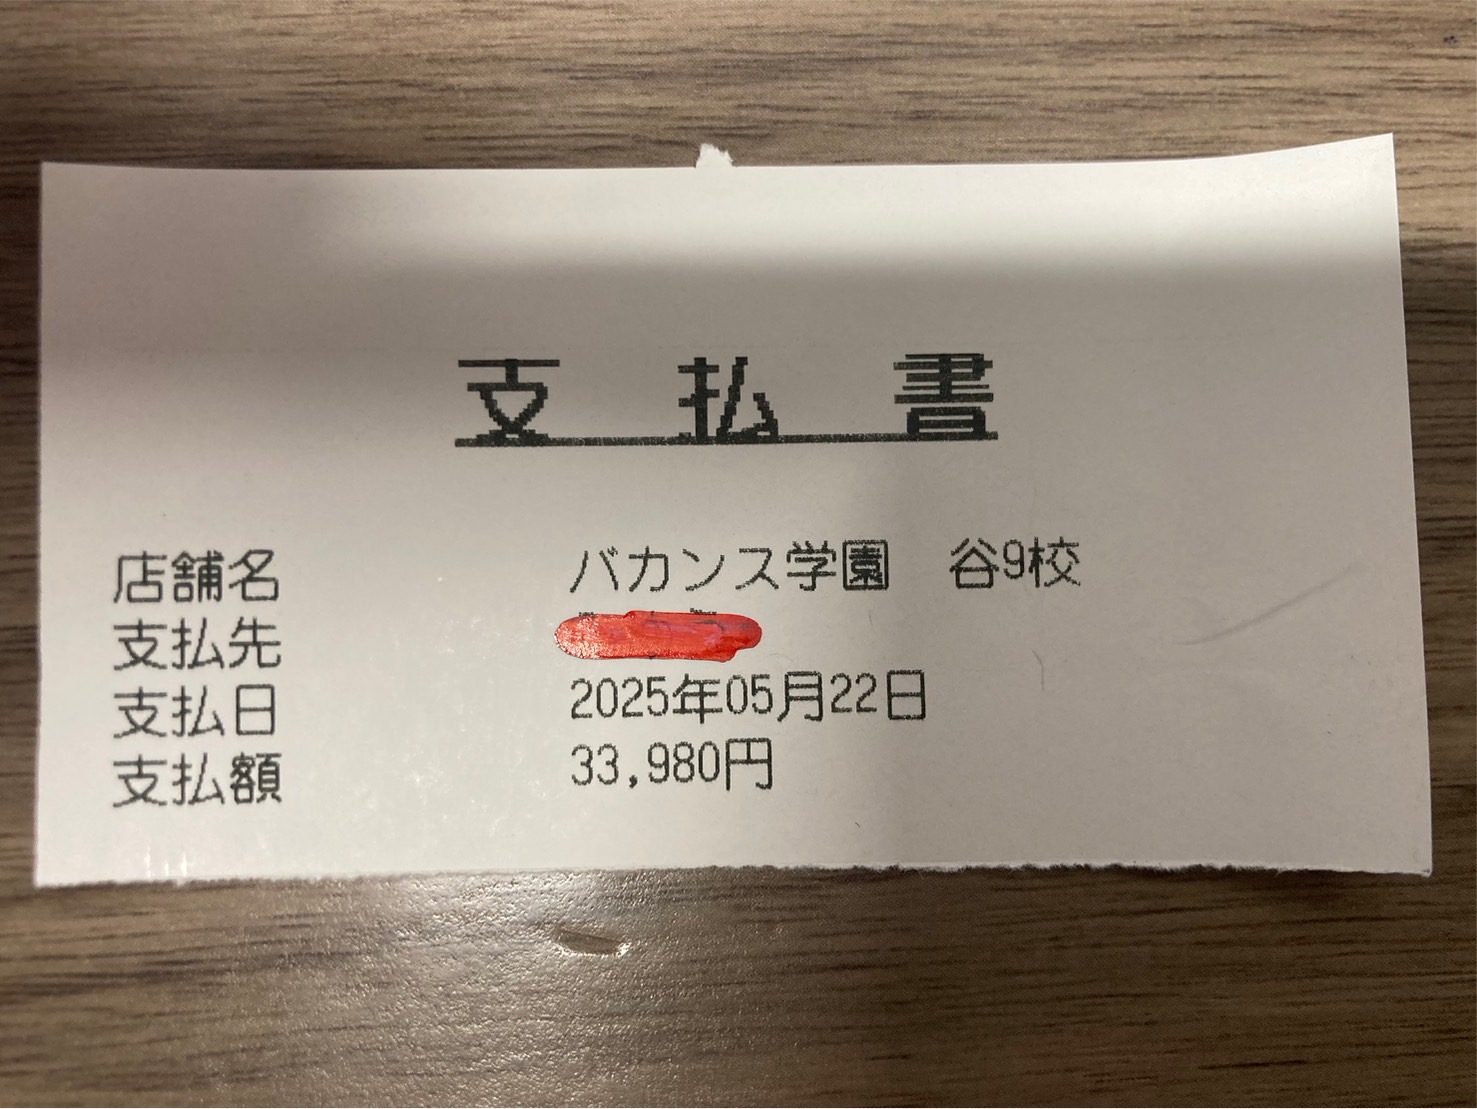 支払書
店舗名　バカンス学園　谷9校
支払先
支払日　2025年05月22日
支払額　33,980円